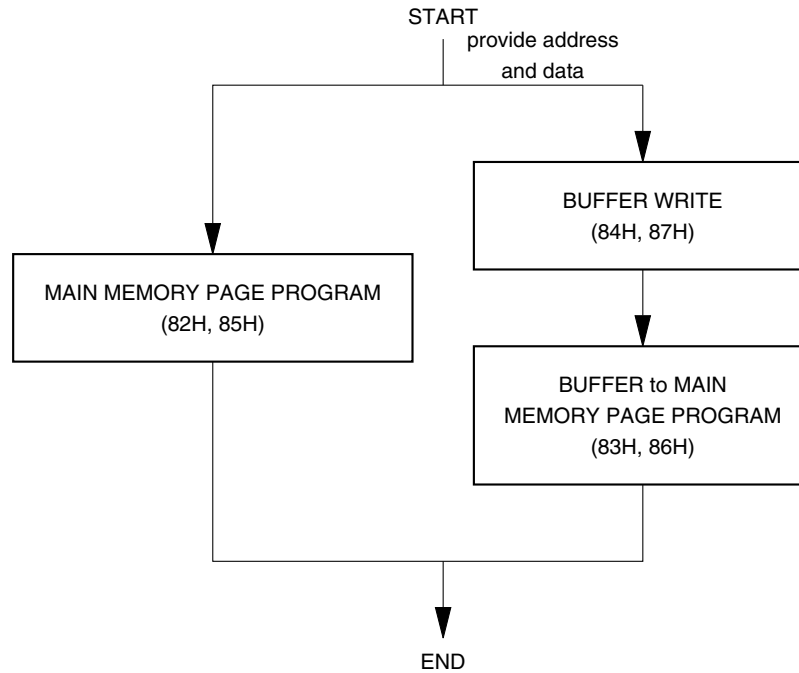 START
provide address
and data
BUFFER WRITE
(84H, 87H)
MAIN MEMORY PAGE PROGRAM
(82H, 85H)
BUFFER to MAIN
MEMORY PAGE PROGRAM
(83H, 86H)
END